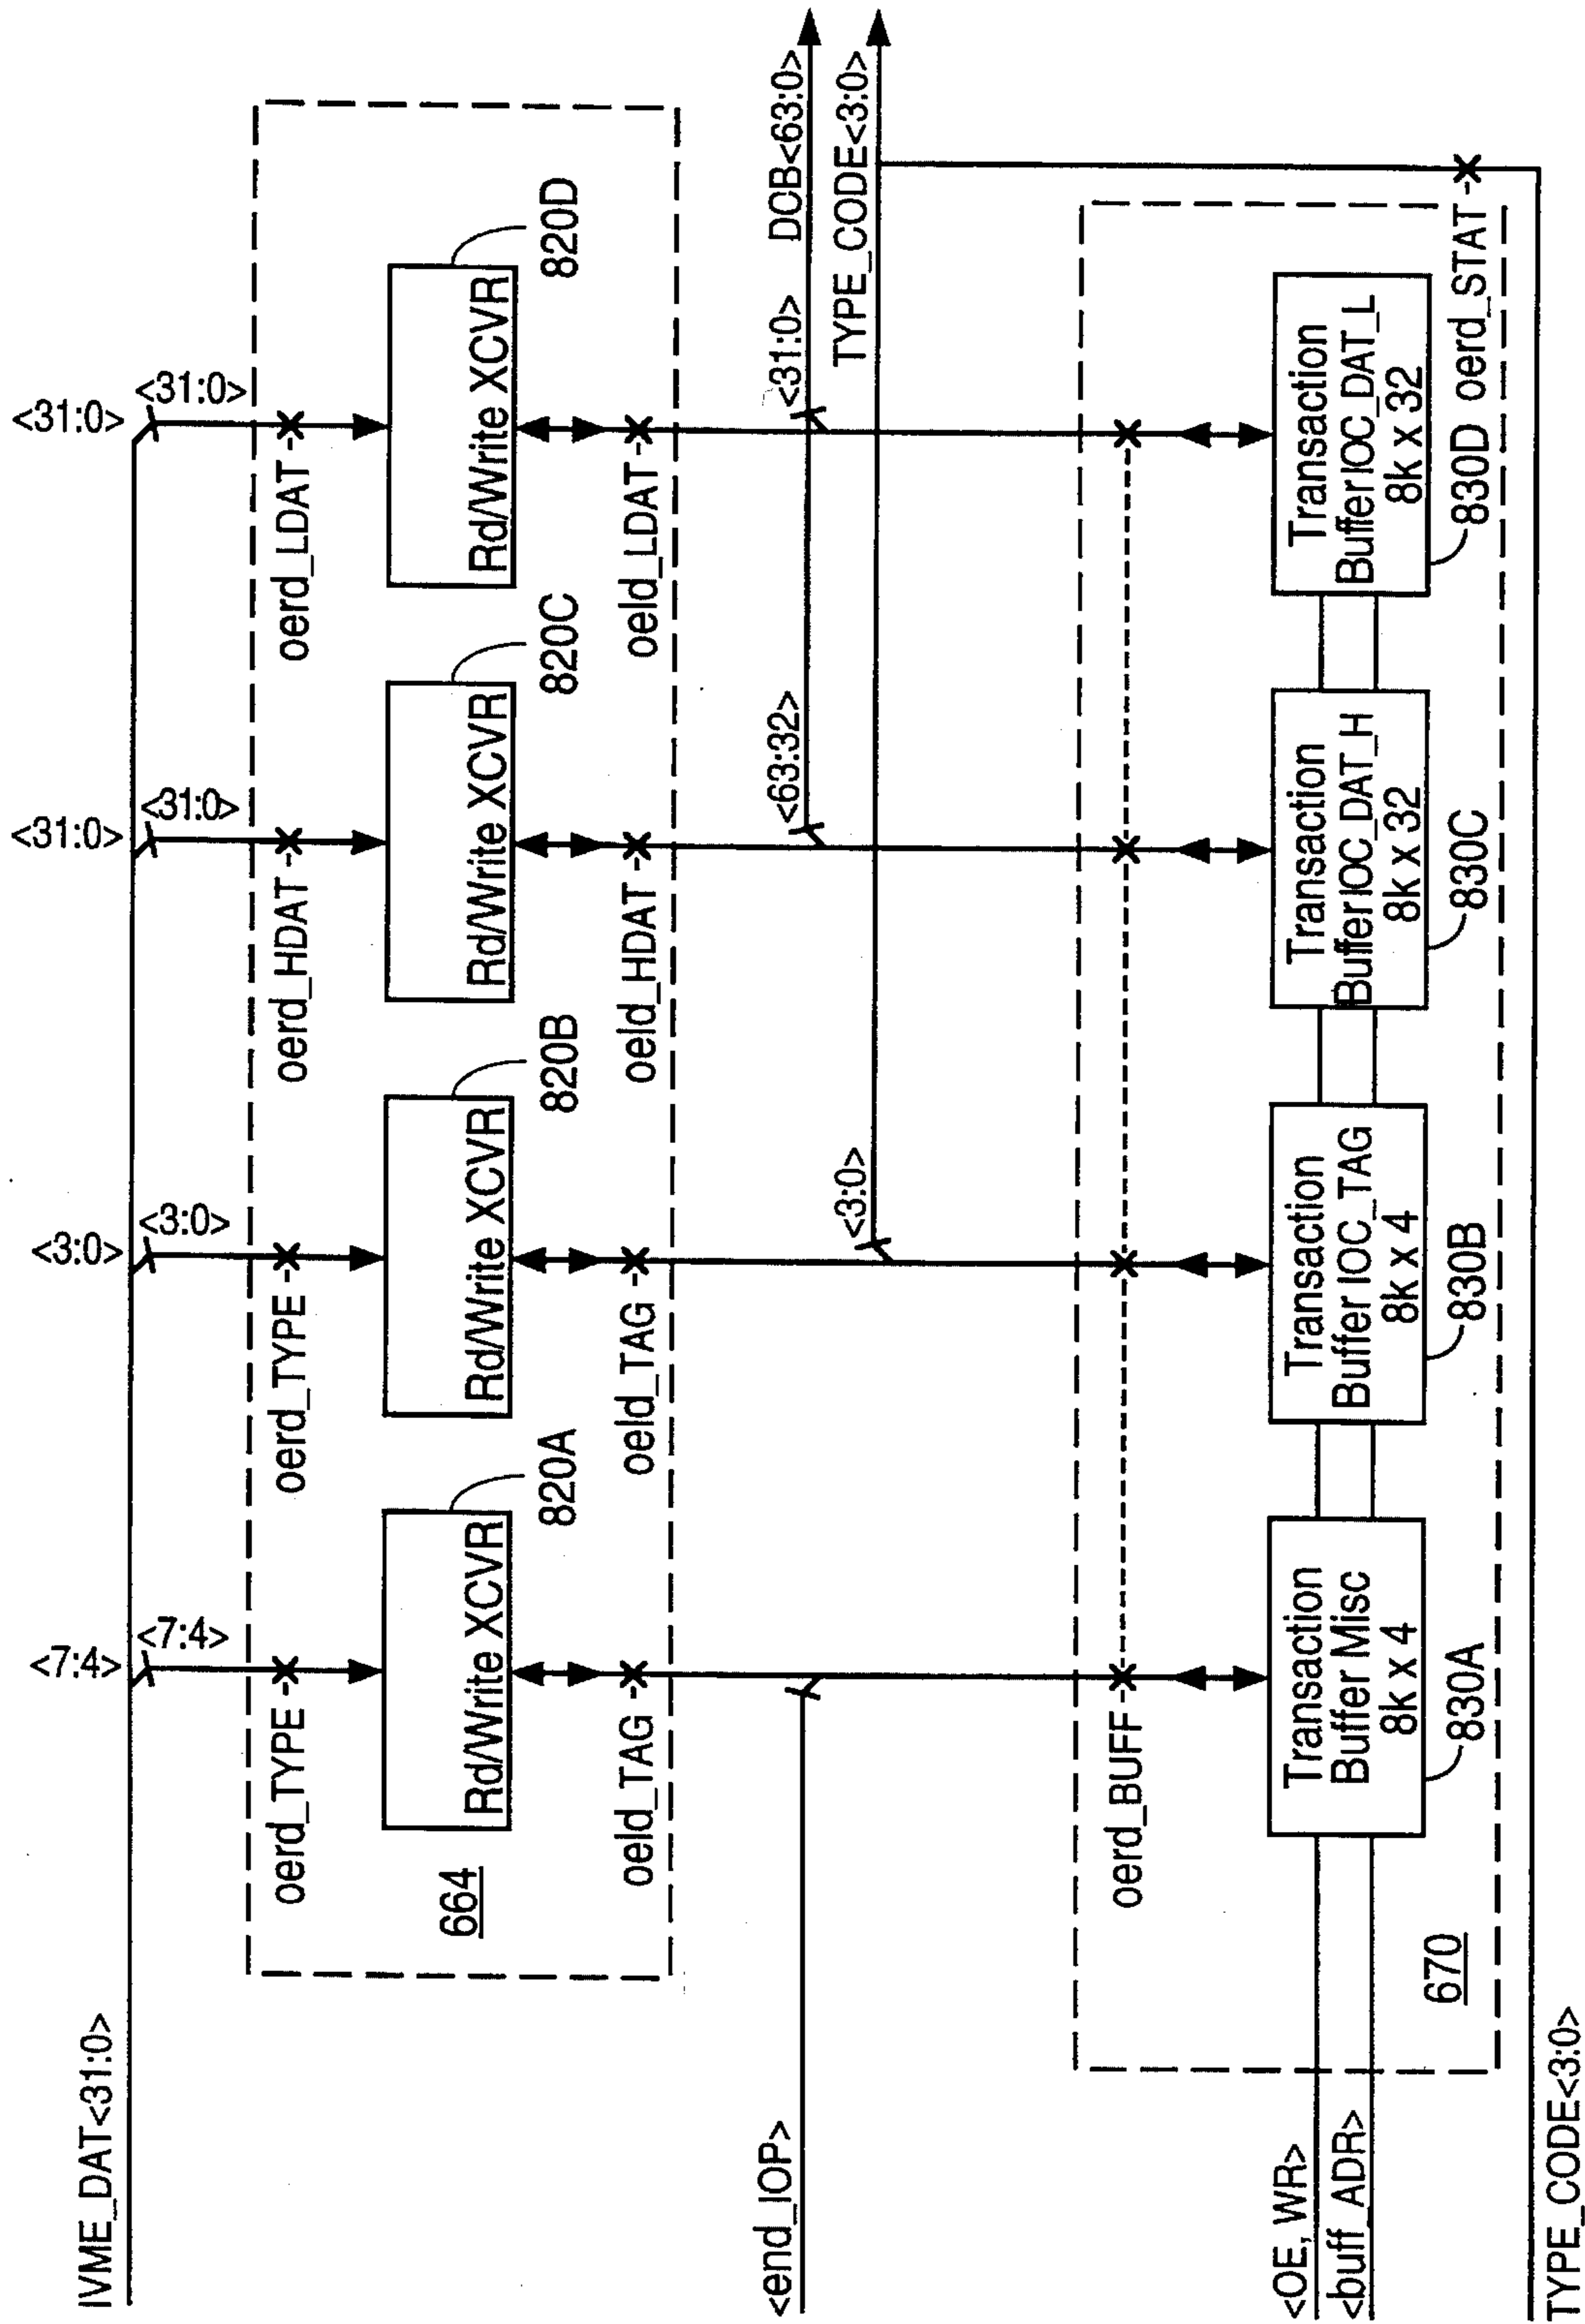 IVME_DAT<31:0>
<7:4>
<7:4>
<3:0>
<3:0>
<31:0>
<31:0>
<31:0>
<31:0>
oerd_TYPE
oerd_TYPE
oerd_HDAT
oerd_LDAT
664
Rd/Write XCVR
820A
Rd/Write XCVR
820B
Rd/Write XCVR
820C
Rd/Write XCVR
820D
oeld_TAG
oeld_TAG
oeld_HDAT
oeld_LDAT
<end_IOP>
<63:32>
<31:0>
DCB<63:0>
<3:0>
TYPE_CODE<3:0>
oerd_BUFF
<OE, WR>
<buff_ADR>
670
Transaction
Buffer Misc
8k x 4
830A
Transaction
Buffer IOC_TAG
8k x 4
830B
Transaction
Buffer IOC_DAT_H
8k x 32
830C
Transaction
Buffer IOC_DAT_L
8k x 32
830D
oerd_STAT
TYPE_CODE<3:0>